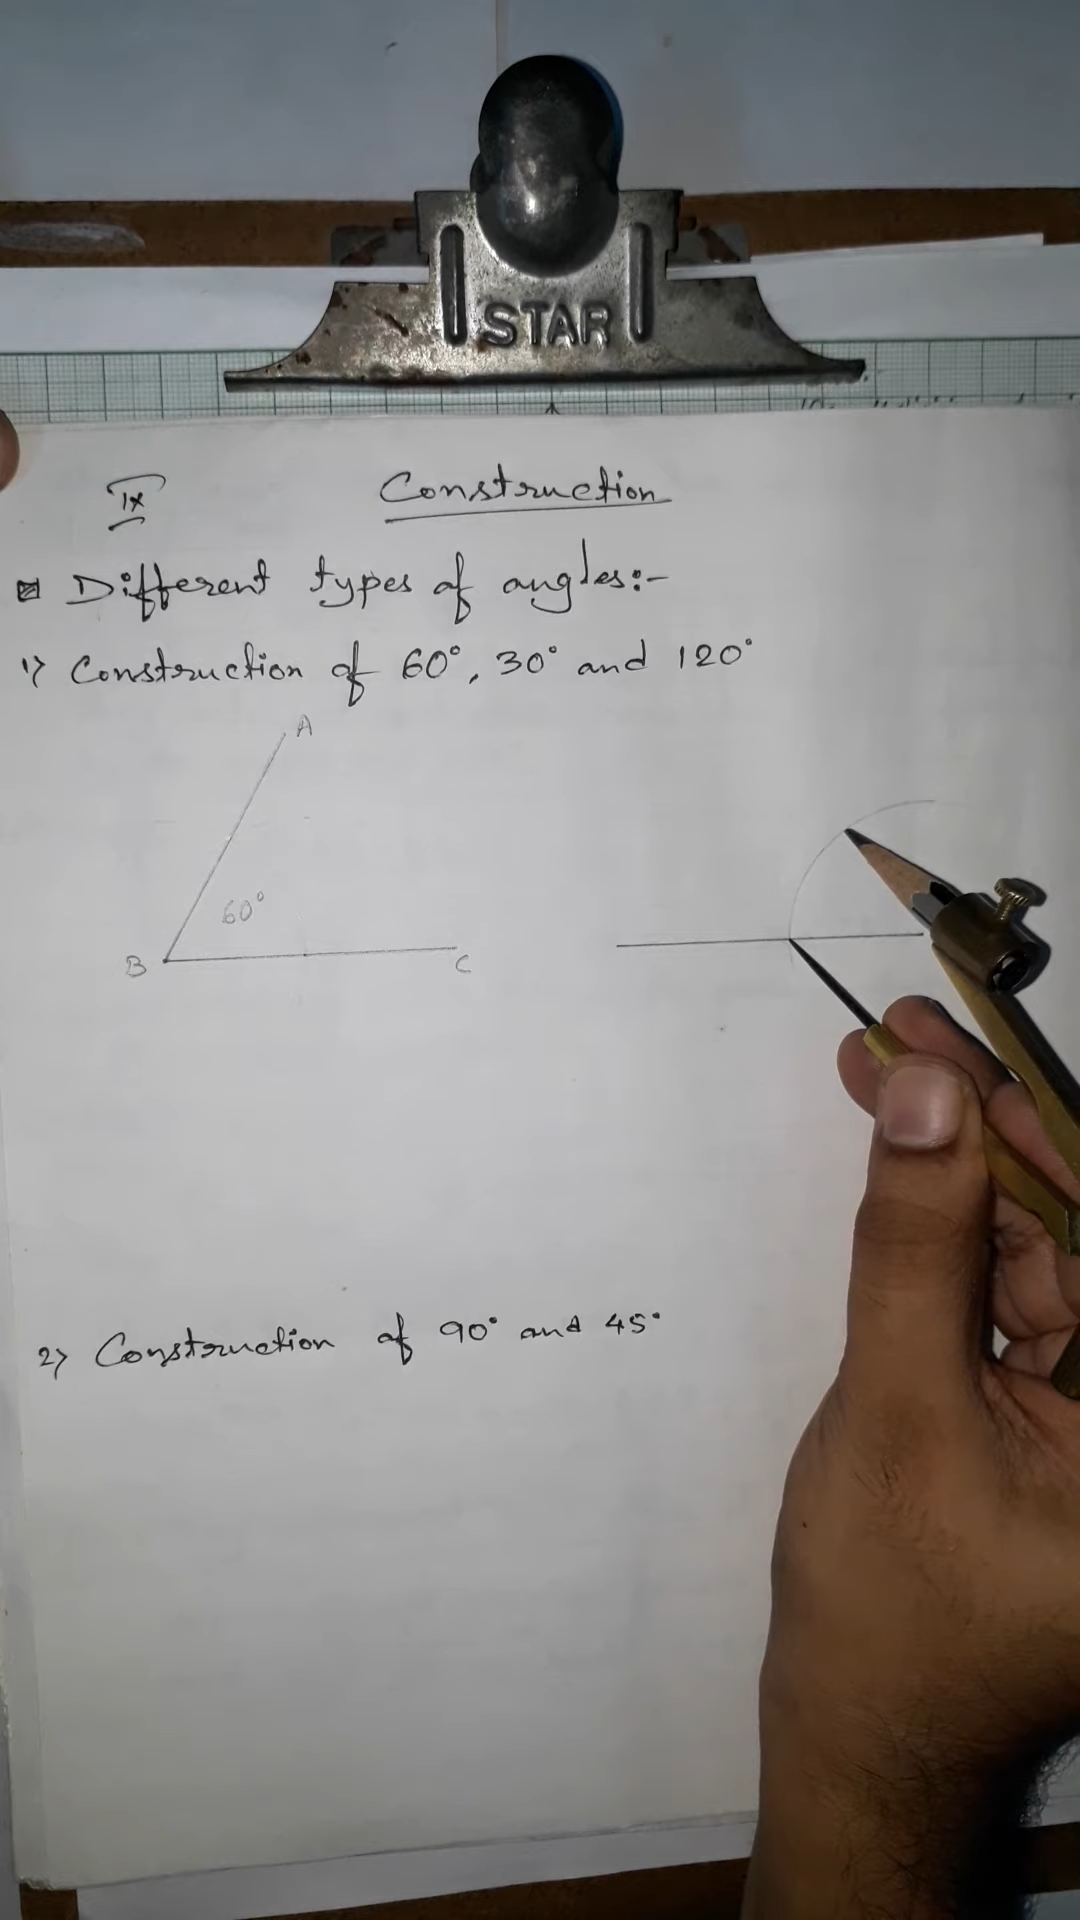 STAR
IX
Construction
Different types of angles:-
1) Construction of 60°, 30° and 120°
A
60°
B
C
2) Construction of 90° and 45°